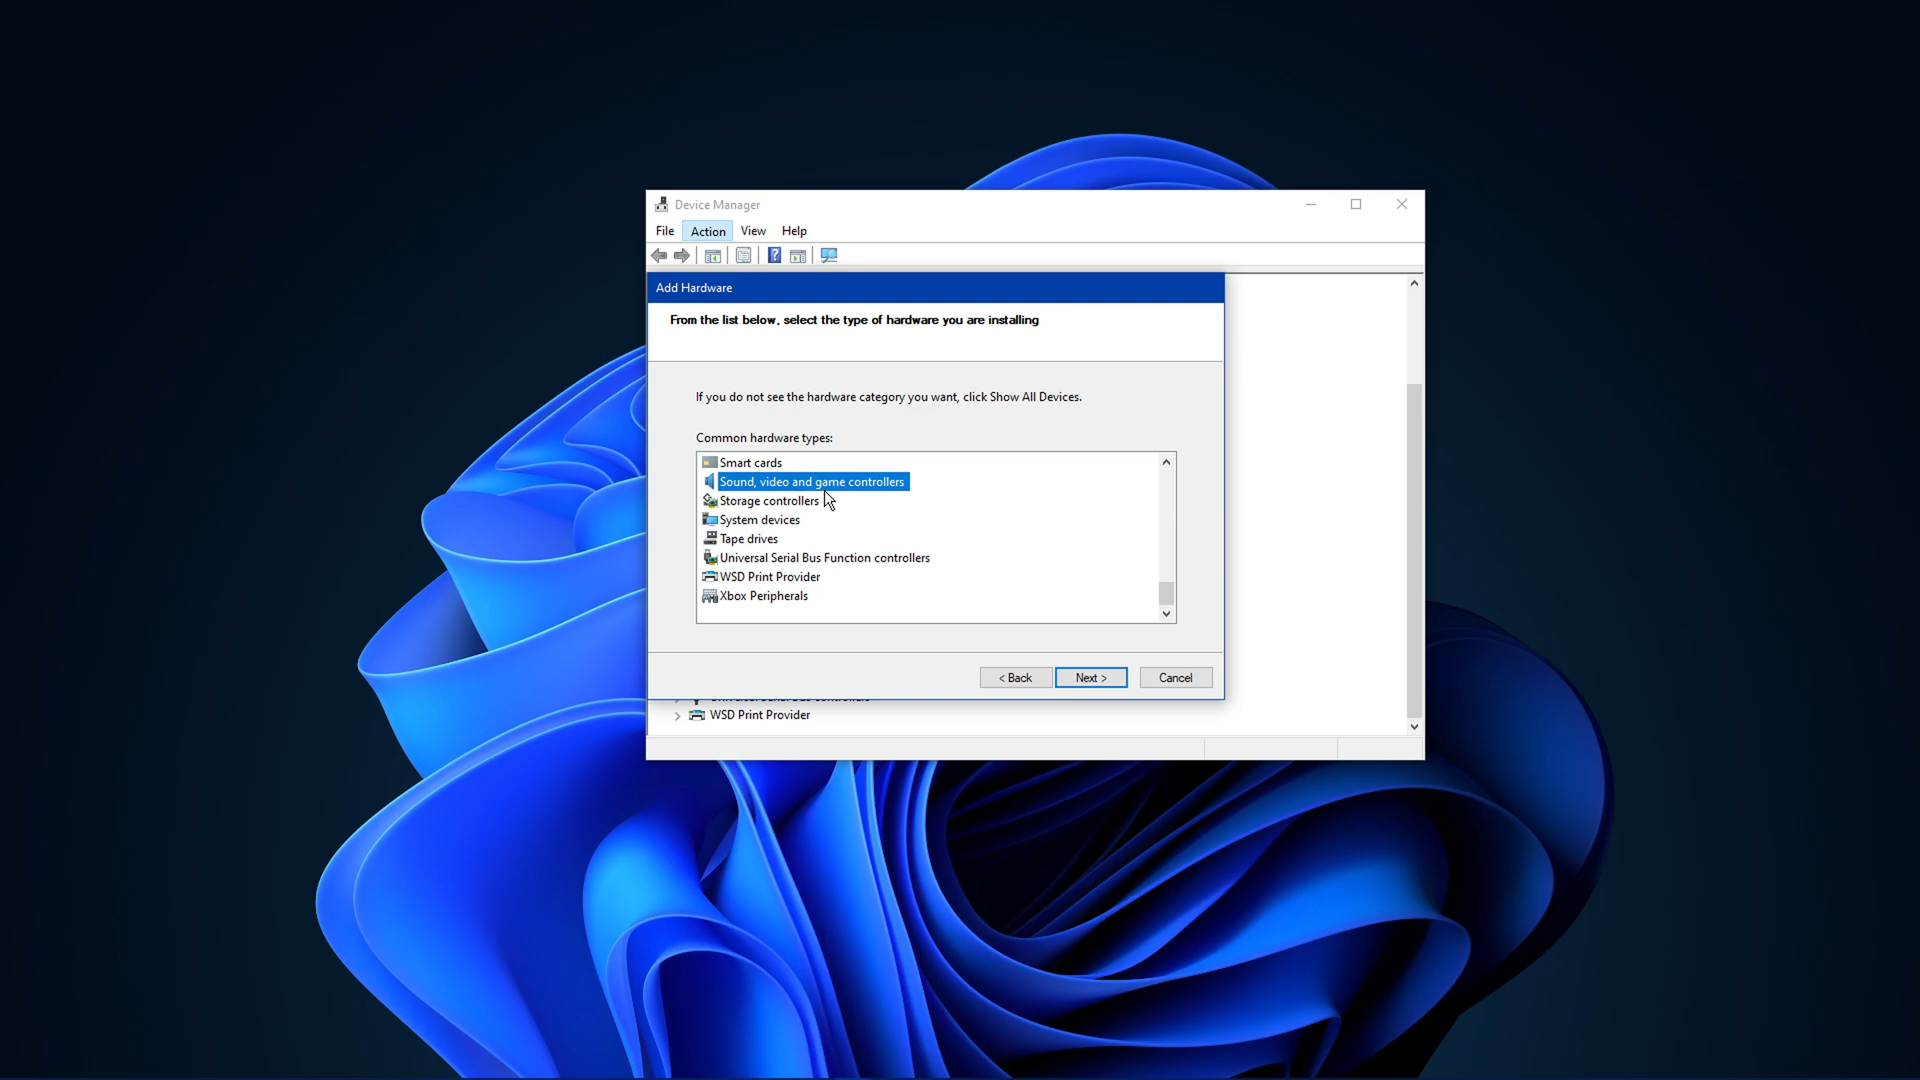 Device Manager
File Action View Help
Add Hardware
From the list below, select the type of hardware you are installing
If you do not see the hardware category you want, click Show All Devices.
Common hardware types:
Smart cards
Sound, video and game controllers
Storage controllers
System devices
Tape drives
Universal Serial Bus Function controllers
WSD Print Provider
Xbox Peripherals
< Back Next > Cancel
WSD Print Provider